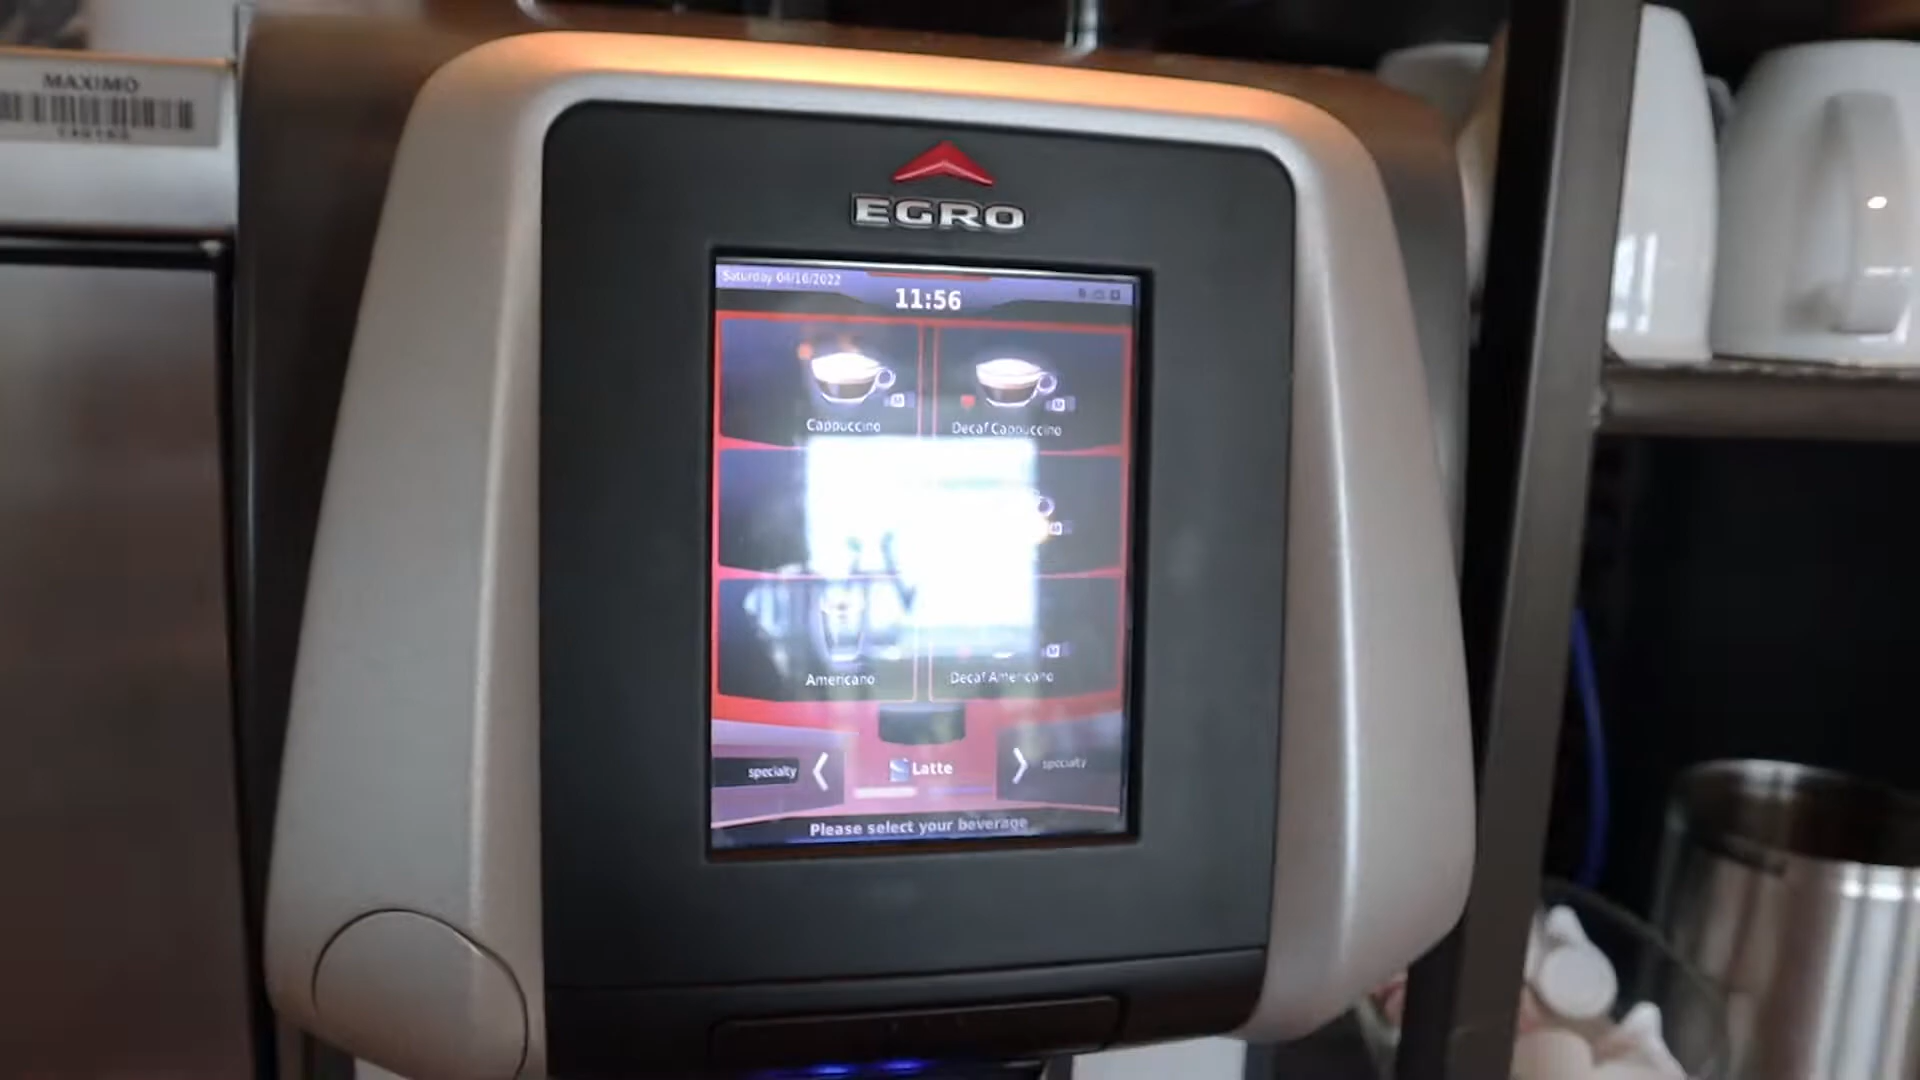 MAXIMO
EGRO
Saturday 04/16/2022
11:56
Cappuccino
Decaf Cappuccino
M
M
M
Americano
Decaf Americano
M
specialty
Latte
specialty
Please select your beverage